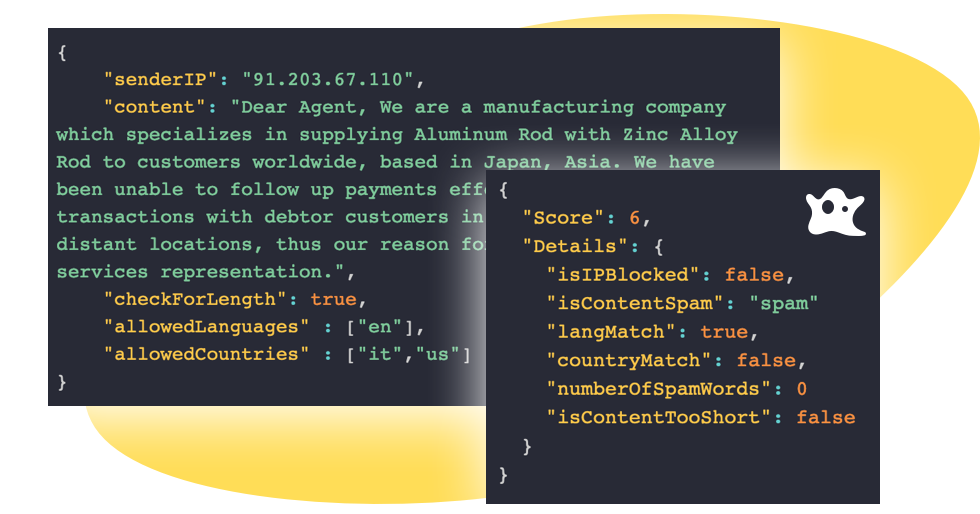 {
"senderIP": "91.203.67.110",
"content": "Dear Agent, We are a manufacturing company
which specializes in supplying Aluminum Rod with Zinc Alloy
Rod to customers worldwide, based in Japan, Asia. We have
been unable to follow up payments eff
transactions with debtor customers in
distant locations, thus our reason fo
services representation.",
"checkForLength": true,
"allowedLanguages" : ["en"],
"allowedCountries" : ["it","us"]
}
{
"Score": 6,
"Details": {
"isIPBlocked": false,
"isContentSpam": "spam"
"langMatch": true,
"countryMatch": false,
"numberOfSpamWords": 0
"isContentTooShort": false
}
}